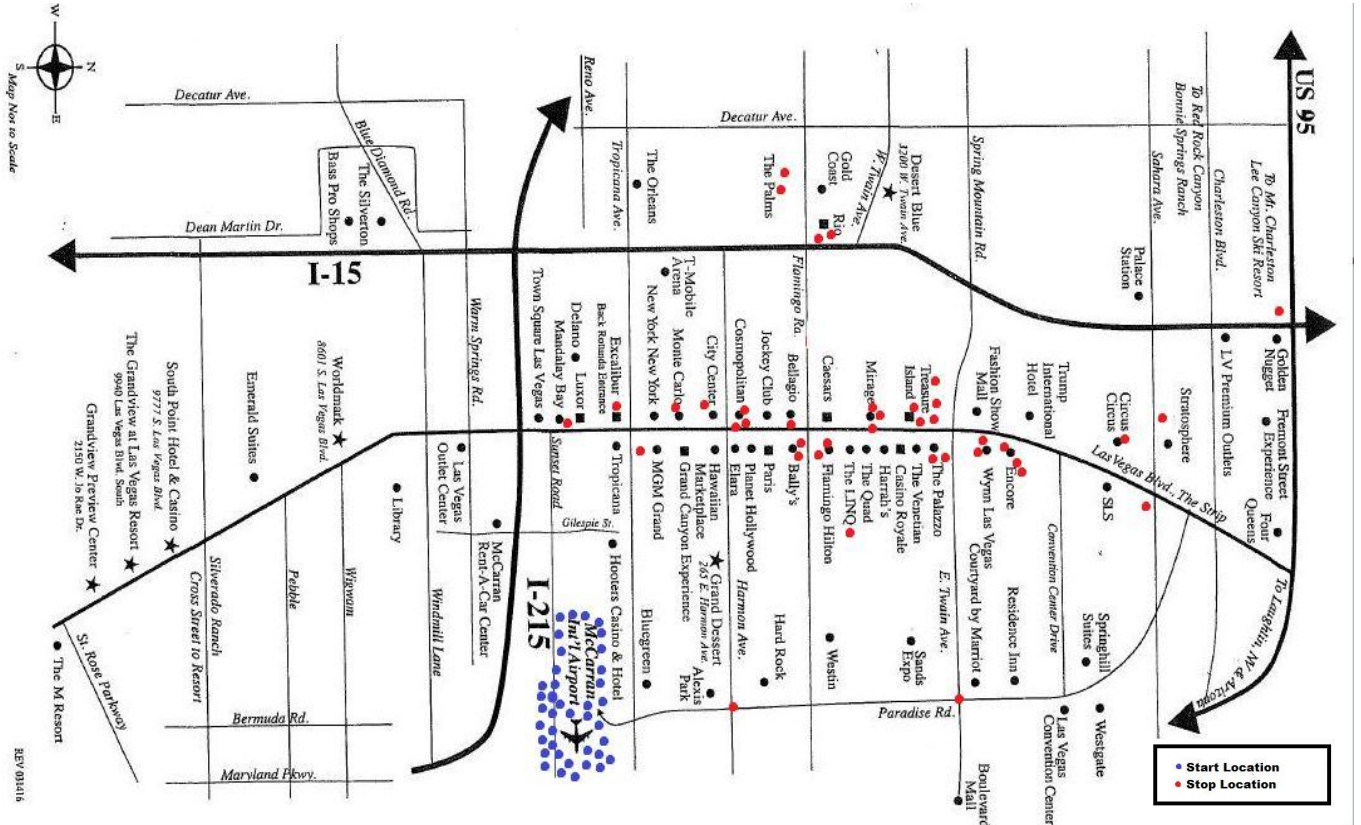 W
S
N
E
Map Not to Scale
US 95
To Red Rock Canyon
Bonnie Springs Ranch
To Mt. Charleston
Lee Canyon Ski Resort
Charleston Blvd.
Sahara Ave.
Spring Mountain Rd.
Desert Blue
3200 W. Twain Ave.
W. Twain Ave.
Gold
Coast
Rio
The Palms
Decatur Ave.
The Orleans
Tropicana Ave.
Reno Ave.
Decatur Ave.
Blue Diamond Rd.
The Silverton
Bass Pro Shops
Dean Martin Dr.
I-15
Palace
Station
Flamingo Rd.
T-Mobile
Arena
Golden
Nugget
Fremont Street
Experience
Four
Queens
LV Premium Outlets
Stratosphere
Circus
Circus
Trump
International
Hotel
Fashion Show
Mall
Treasure
Island
Mirage
Caesars
Bellagio
Jockey Club
Cosmopolitan
City Center
Monte Carlo
New York New York
Excalibur
Back Rotunda Entrance
Luxor
Delano
Mandalay Bay
Town Square Las Vegas
Warm Springs Rd.
Worldmark
8601 S. Las Vegas Blvd.
Emerald Suites
South Point Hotel & Casino
9777 S. Las Vegas Blvd.
The Grandview at Las Vegas Resort
9940 Las Vegas Blvd. South
Grandview Preview Center
2150 W. Jo Rae Dr.
Las Vegas Blvd., The Strip
SLS
Encore
Wynn Las Vegas
The Palazzo
The Venetian
Casino Royale
Harrah's
The Quad
The LINQ
Flamingo Hilton
Bally's
Paris
Planet Hollywood
Elara
Hawaiian
Marketplace
Grand Canyon Experience
MGM Grand
Tropicana
Sunset Road
Gilespie St.
Las Vegas
Outlet Center
Library
McCarran
Rent-A-Car Center
Hooters Casino & Hotel
Grand Dessert
265 E. Harmon Ave.
Harmon Ave.
E. Twain Ave.
Courtyard by Marriot
Residence Inn
Convention Center Drive
Springhill
Suites
Westgate
Las Vegas
Convention Center
To Laughlin, NV & Arizona
Sands
Expo
Westin
Hard Rock
Alexis
Park
Bluegreen
McCarran
Int'l Airport
I-215
Windmill Lane
Wigwam
Pebble
Silverado Ranch
Cross Street to Resort
St. Rose Parkway
The M Resort
Bermuda Rd.
Maryland Pkwy.
Paradise Rd.
Boulevard
Mall
REV 031416
Start Location
Stop Location